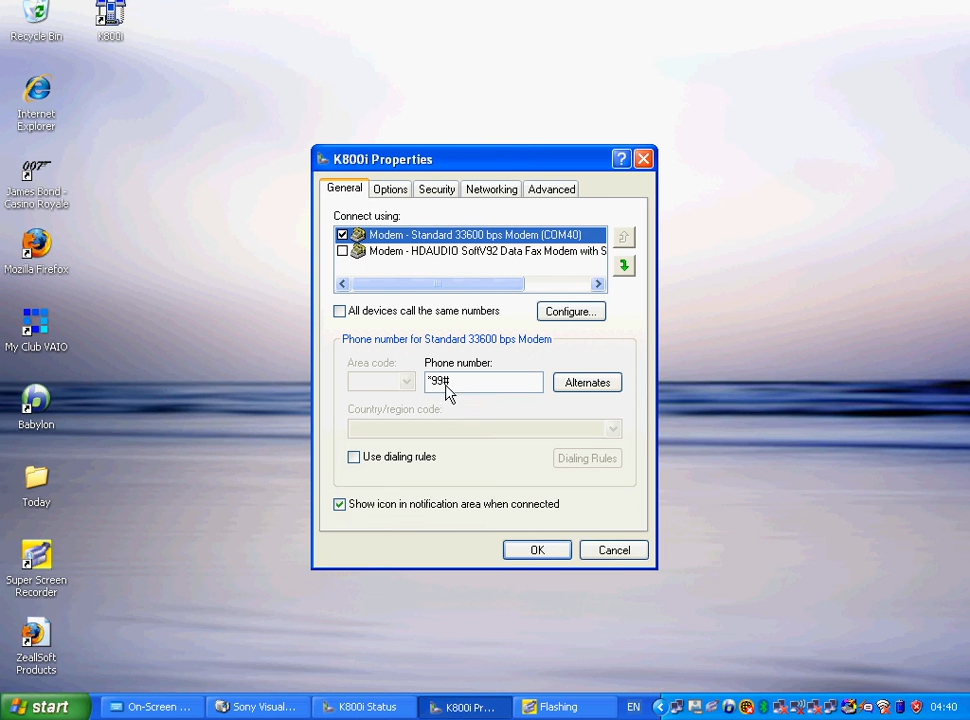 Recycle Bin
K800i
Internet
Explorer
007
James Bond -
Casino Royale
Mozilla Firefox
My Club VAIO
Babylon
Today
Super Screen
Recorder
ZeallSoft
Products
K800i Properties
General
Options
Security
Networking
Advanced
Connect using:
Modem - Standard 33600 bps Modem (COM40)
Modem - HDAUDIO SoftV92 Data Fax Modem with S
All devices call the same numbers
Configure...
Phone number for Standard 33600 bps Modem
Area code:
Phone number:
*99#
Alternates
Country/region code:
Use dialing rules
Dialing Rules
Show icon in notification area when connected
OK
Cancel
start
On-Screen ...
Sony Visual...
K800i Status
K800i Pr...
Flashing
EN
04:40